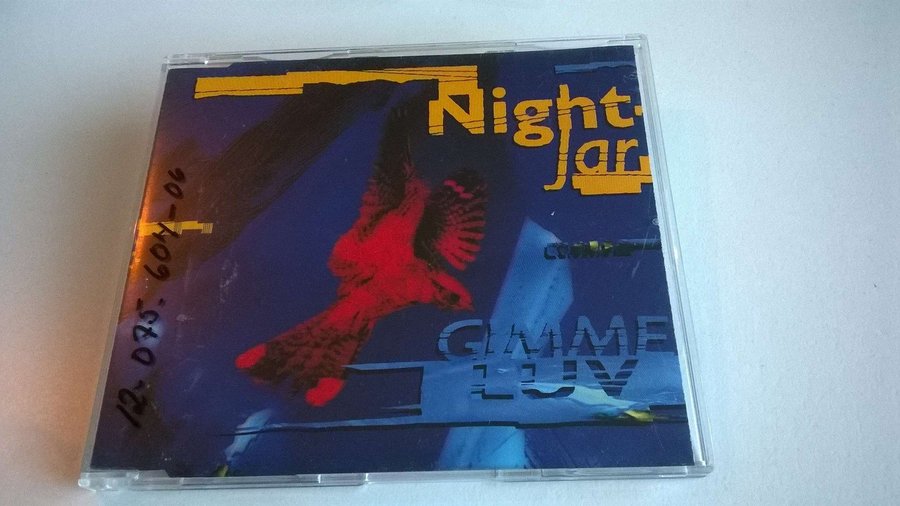 Night-
Jar
GIMME
LUV
12-075-604-06